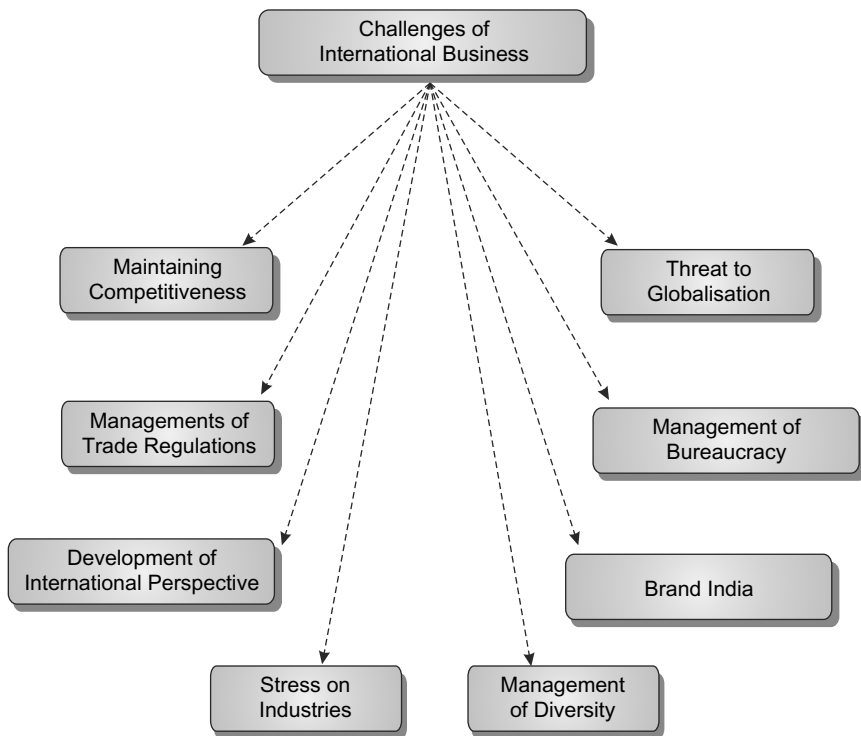 Challenges of
International Business
Maintaining
Competitiveness
Threat to
Globalisation
Managements of
Trade Regulations
Management of
Bureaucracy
Development of
International Perspective
Brand India
Stress on
Industries
Management
of Diversity